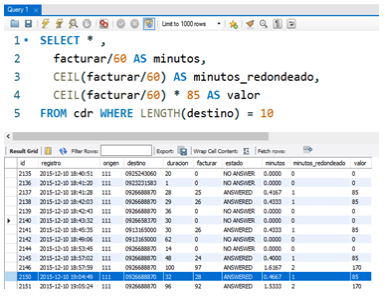 Query 1
Limit to 1000 rows
1 SELECT * ,
2 facturar/60 AS minutos,
3 CEIL(facturar/60) AS minutos_redondeado,
4 CEIL(facturar/60) * 85 AS valor
5 FROM cdr WHERE LENGTH(destino) = 10
Result Grid Filter Rows: Export: Wrap Cell Content: Fetch rows:
id registro origen destino duracion facturar estado minutos minutos_redondeado valor
2135 2015-12-10 18:40:51 111 0925243060 20 0 NO ANSWER 0.0000 0 0
2136 2015-12-10 18:41:20 111 0923231583 1 0 NO ANSWER 0.0000 0 0
2137 2015-12-10 18:41:28 111 0926688870 28 25 ANSWERED 0.4167 1 85
2138 2015-12-10 18:42:03 111 0926688870 29 26 ANSWERED 0.4333 1 85
2139 2015-12-10 18:42:43 111 0926688870 36 0 NO ANSWER 0.0000 0 0
2140 2015-12-10 18:43:32 111 0926658370 30 0 NO ANSWER 0.0000 0 0
2141 2015-12-10 18:45:35 111 0913165000 30 26 ANSWERED 0.4333 1 85
2142 2015-12-10 18:49:06 111 0913165000 62 0 NO ANSWER 0.0000 0 0
2144 2015-12-10 18:53:45 111 0926688870 14 0 NO ANSWER 0.0000 0 0
2145 2015-12-10 18:57:02 111 0926688870 48 24 ANSWERED 0.4000 1 85
2146 2015-12-10 18:57:59 111 0926688870 100 97 ANSWERED 1.6167 2 170
2150 2015-12-10 19:04:49 111 0926688870 32 28 ANSWERED 0.4667 1 85
2151 2015-12-10 19:05:24 111 0926688870 96 92 ANSWERED 1.5333 2 170